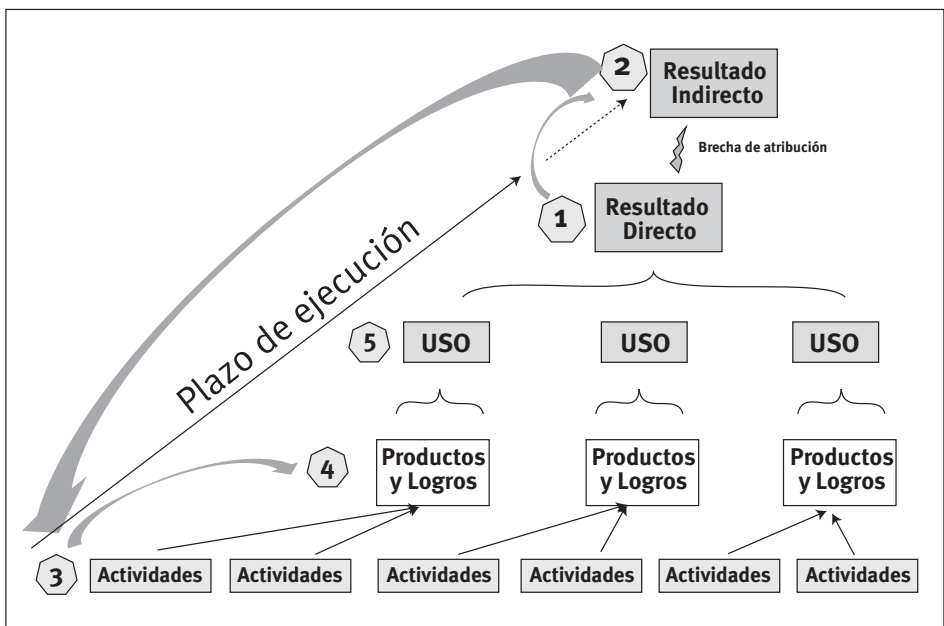 2
Resultado
Indirecto
Brecha de atribución
1
Resultado
Directo
Plazo de ejecución
5
USO
USO
USO
4
Productos
y Logros
Productos
y Logros
Productos
y Logros
3
Actividades
Actividades
Actividades
Actividades
Actividades
Actividades